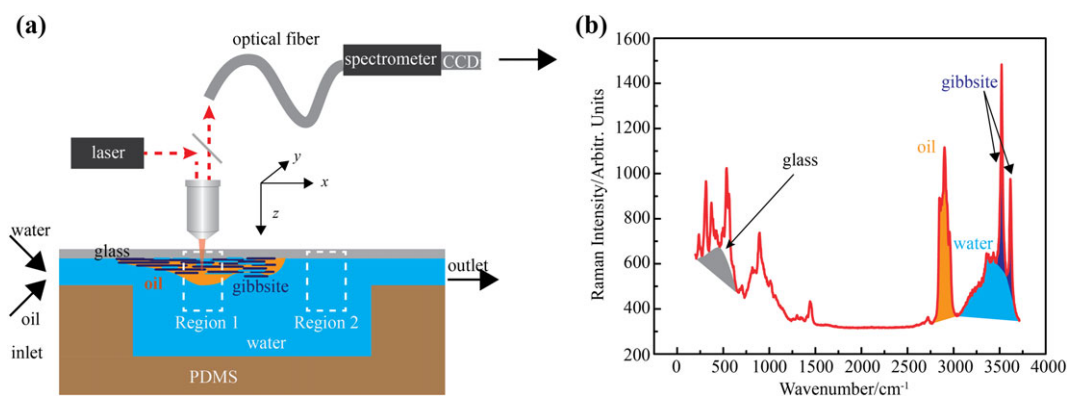 (a)
optical fiber
spectrometer
CCDs
laser
y
x
z
water
glass
oil
gibbsite
outlet
oil
inlet
Region 1
Region 2
water
PDMS
(b)
Raman Intensity/Arbitr. Units
1600
1400
1200
1000
800
600
400
200
gibbsite
oil
glass
water
0
500
1000
1500
2000
2500
3000
3500
4000
Wavenumber/cm⁻¹